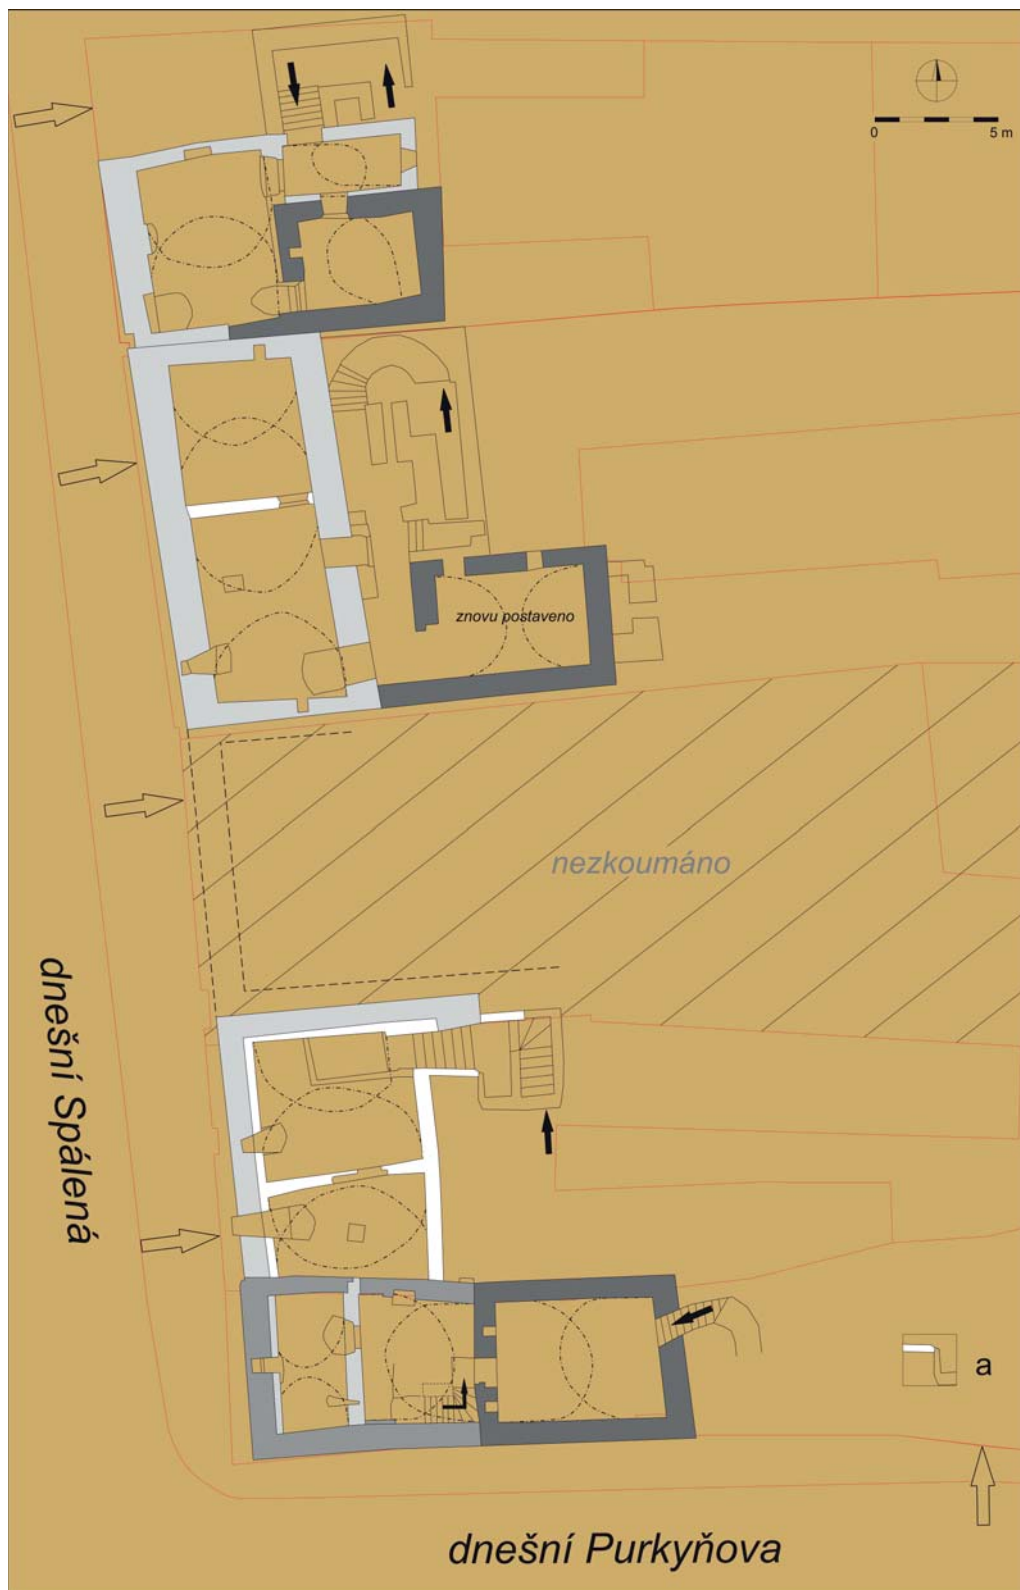 0 5 m
znovu postaveno
nezkoumáno
dnešní Spálená
a
dnešní Purkyňova